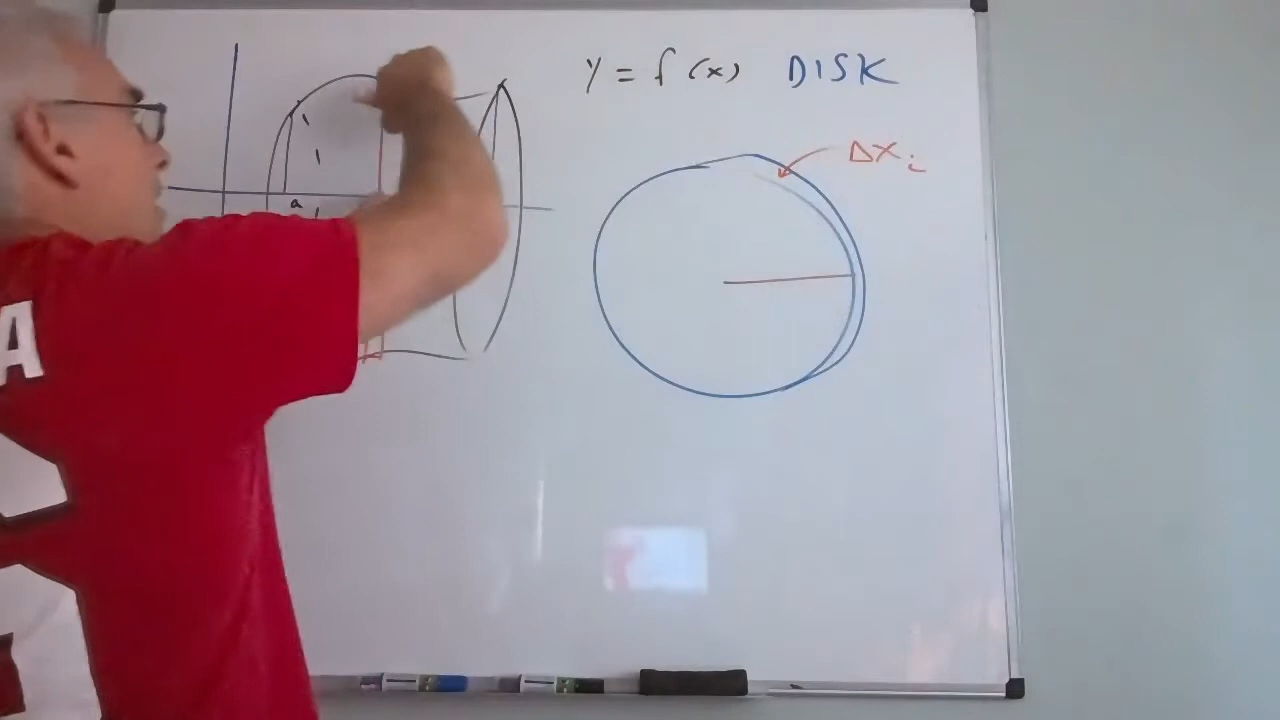 y = f(x) DISK
Δx i
a
A